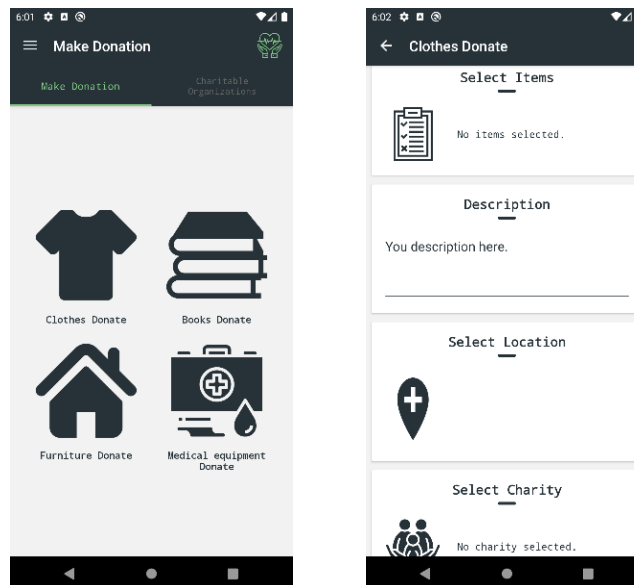 6:01
Make Donation
Make Donation
Charitable
Organizations
Clothes Donate
Books Donate
Furniture Donate
Medical equipment
Donate
6:02
Clothes Donate
Select Items
No items selected.
Description
You description here.
Select Location
Select Charity
No charity selected.